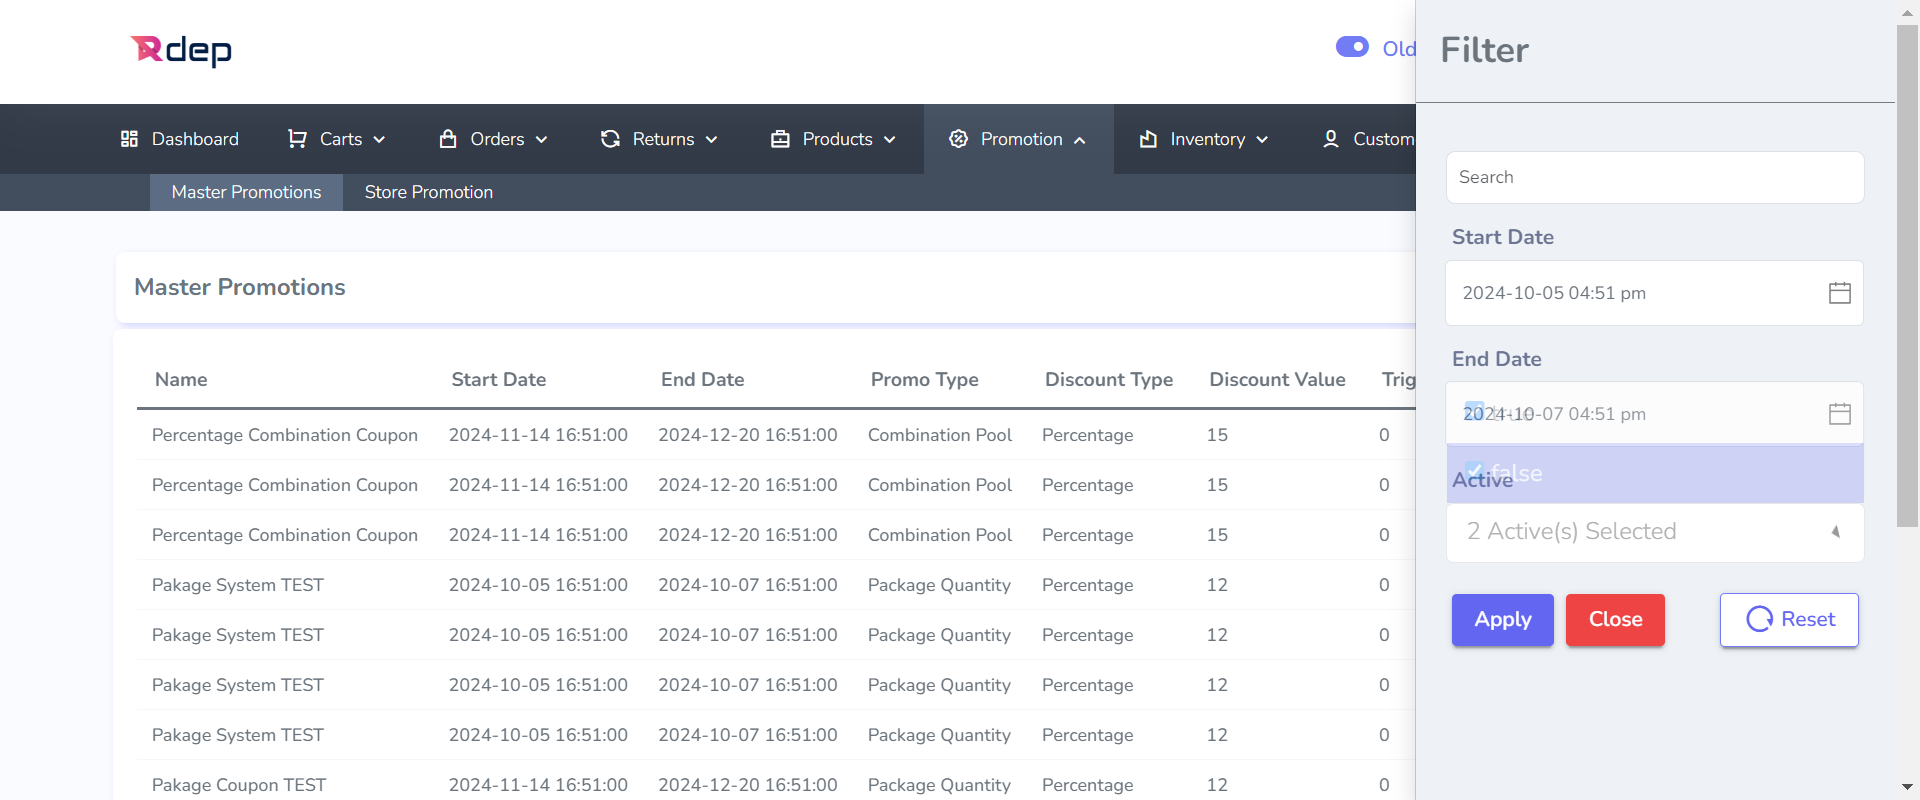 Rdep
Old
Filter
Dashboard Carts Orders Returns Products Promotion Inventory Custom
Master Promotions Store Promotion
Search
Start Date
2024-10-05 04:51 pm
End Date
2024-10-07 04:51 pm
true
false
Active
2 Active(s) Selected
Apply Close Reset
Master Promotions
Name Start Date End Date Promo Type Discount Type Discount Value Trig
Percentage Combination Coupon 2024-11-14 16:51:00 2024-12-20 16:51:00 Combination Pool Percentage 15 0
Percentage Combination Coupon 2024-11-14 16:51:00 2024-12-20 16:51:00 Combination Pool Percentage 15 0
Percentage Combination Coupon 2024-11-14 16:51:00 2024-12-20 16:51:00 Combination Pool Percentage 15 0
Pakage System TEST 2024-10-05 16:51:00 2024-10-07 16:51:00 Package Quantity Percentage 12 0
Pakage System TEST 2024-10-05 16:51:00 2024-10-07 16:51:00 Package Quantity Percentage 12 0
Pakage System TEST 2024-10-05 16:51:00 2024-10-07 16:51:00 Package Quantity Percentage 12 0
Pakage System TEST 2024-10-05 16:51:00 2024-10-07 16:51:00 Package Quantity Percentage 12 0
Pakage Coupon TEST 2024-11-14 16:51:00 2024-12-20 16:51:00 Package Quantity Percentage 12 0